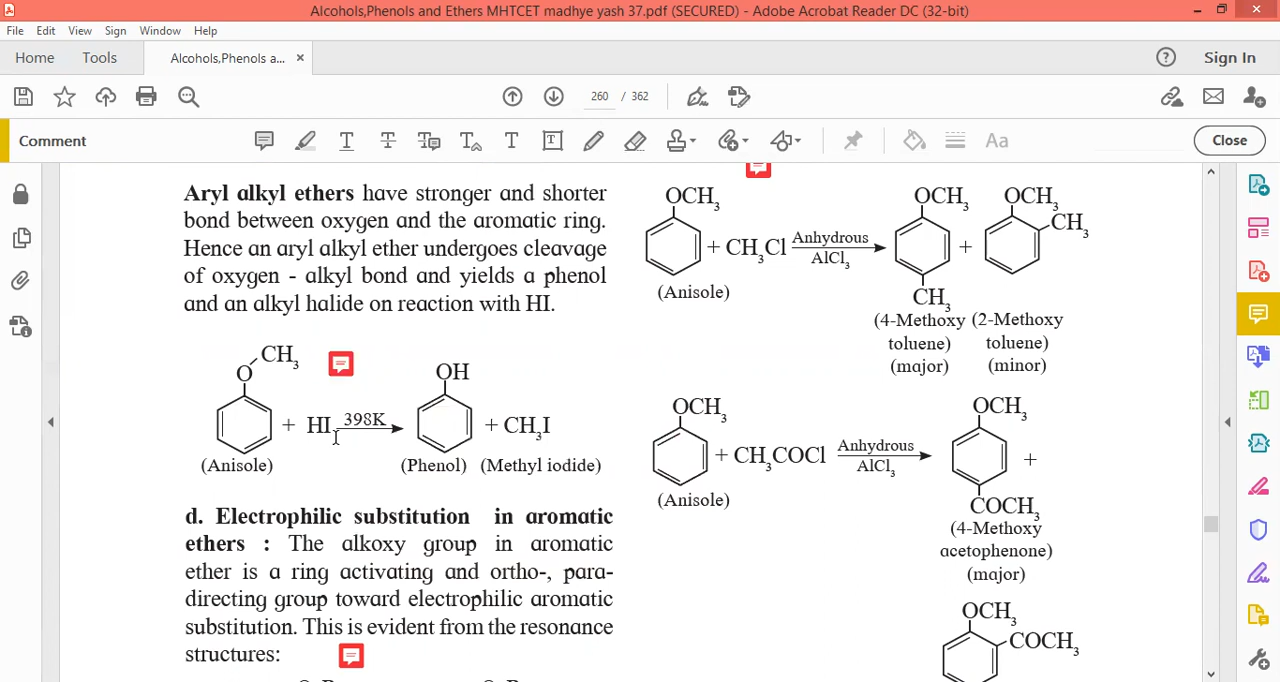 Alcohols,Phenols and Ethers MHTCET madhye yash 37.pdf (SECURED) - Adobe Acrobat Reader DC (32-bit)
File Edit View Sign Window Help
Home Tools Alcohols,Phenols a... × Sign In
260 / 362
Comment Close
Aryl alkyl ethers have stronger and shorter
bond between oxygen and the aromatic ring.
Hence an aryl alkyl ether undergoes cleavage
of oxygen - alkyl bond and yields a phenol
and an alkyl halide on reaction with HI.
O CH₃
+ HI 398K OH + CH₃I
(Anisole) (Phenol) (Methyl iodide)
d. Electrophilic substitution in aromatic
ethers : The alkoxy group in aromatic
ether is a ring activating and ortho-, para-
directing group toward electrophilic aromatic
substitution. This is evident from the resonance
structures:
OCH₃ OCH₃ OCH₃
+ CH₃Cl Anhydrous + CH₃
AlCl₃
(Anisole) CH₃
(4-Methoxy (2-Methoxy
toluene) toluene)
(major) (minor)
OCH₃ OCH₃
+ CH₃COCl Anhydrous +
AlCl₃
(Anisole) COCH₃
(4-Methoxy
acetophenone)
(major)
OCH₃
COCH₃